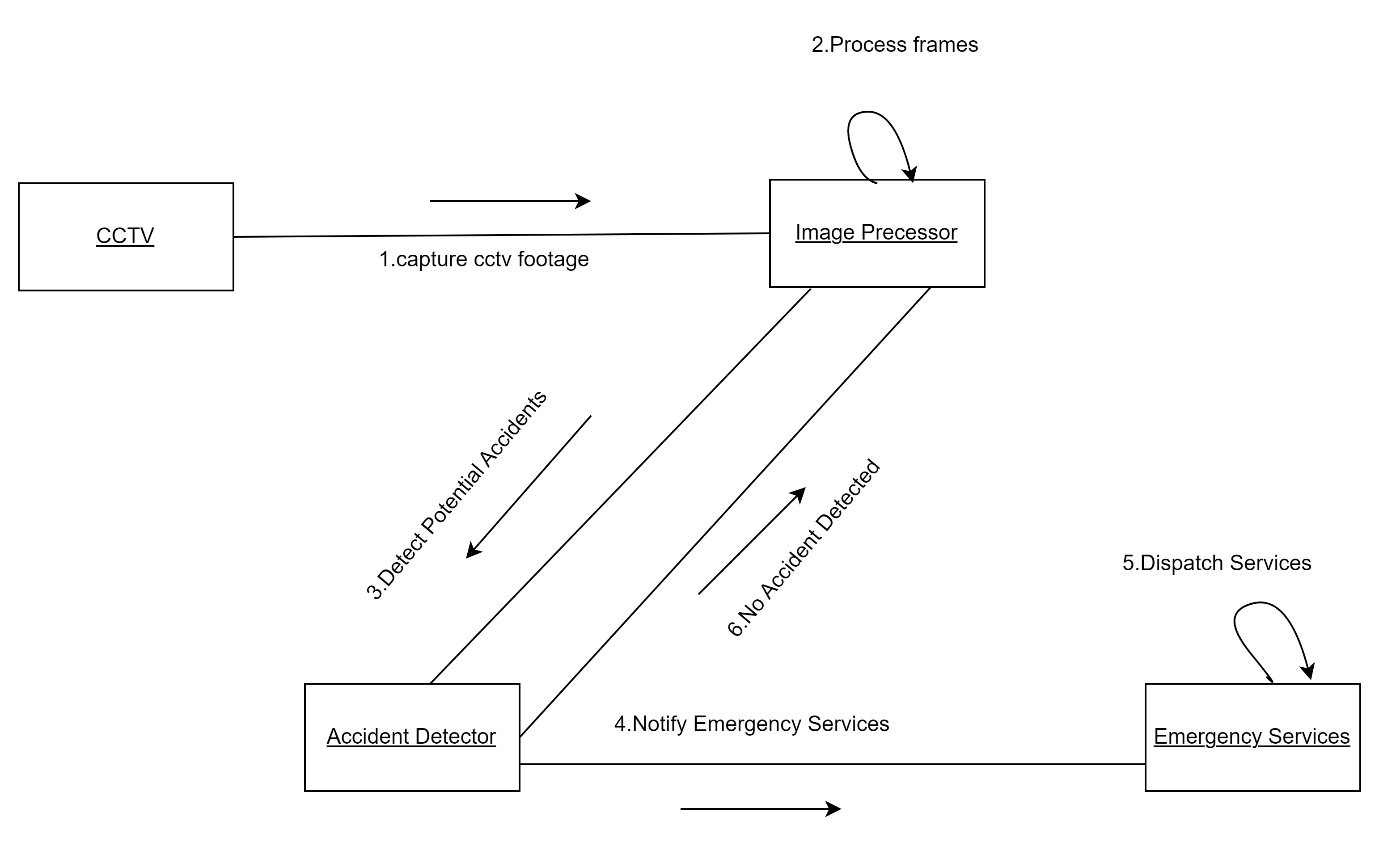 2.Process frames
CCTV
Image Precessor
1.capture cctv footage
3.Detect Potential Accidents
6.No Accident Detected
5.Dispatch Services
4.Notify Emergency Services
Accident Detector
Emergency Services